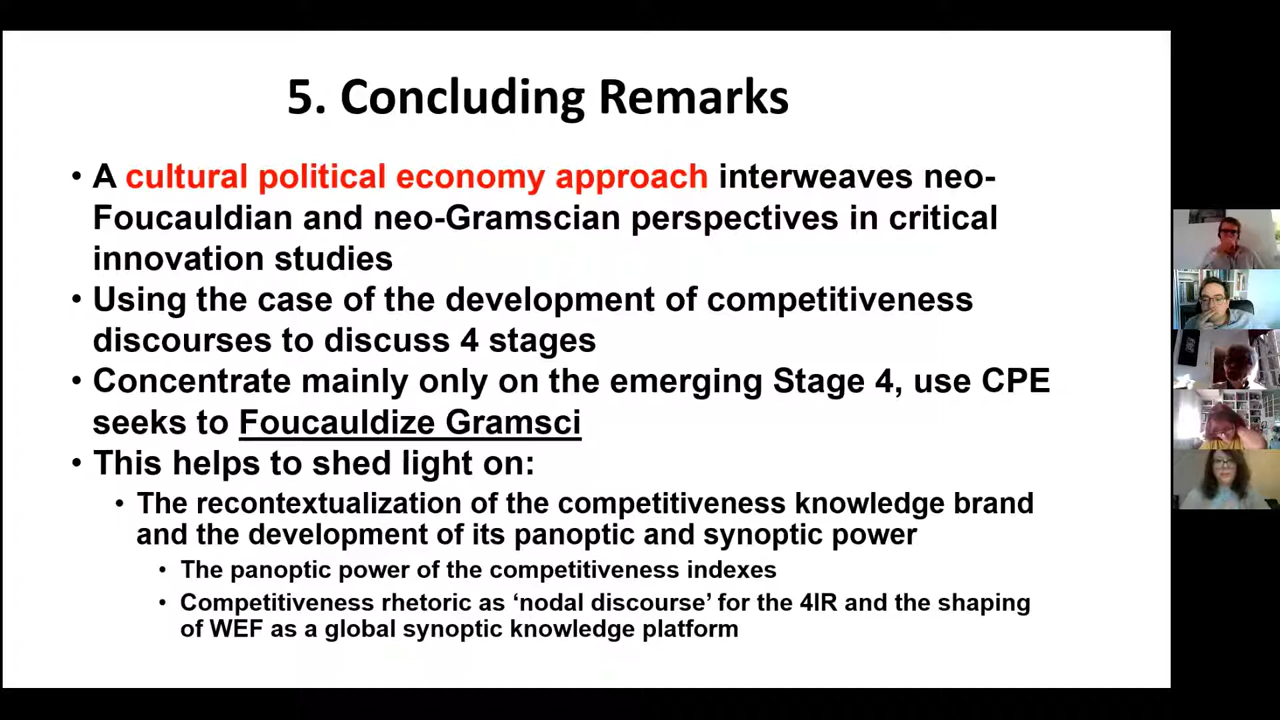 5. Concluding Remarks
• A cultural political economy approach interweaves neo-
Foucauldian and neo-Gramscian perspectives in critical
innovation studies
• Using the case of the development of competitiveness
discourses to discuss 4 stages
• Concentrate mainly only on the emerging Stage 4, use CPE
seeks to Foucauldize Gramsci
• This helps to shed light on:
• The recontextualization of the competitiveness knowledge brand
and the development of its panoptic and synoptic power
• The panoptic power of the competitiveness indexes
• Competitiveness rhetoric as ‘nodal discourse’ for the 4IR and the shaping
of WEF as a global synoptic knowledge platform